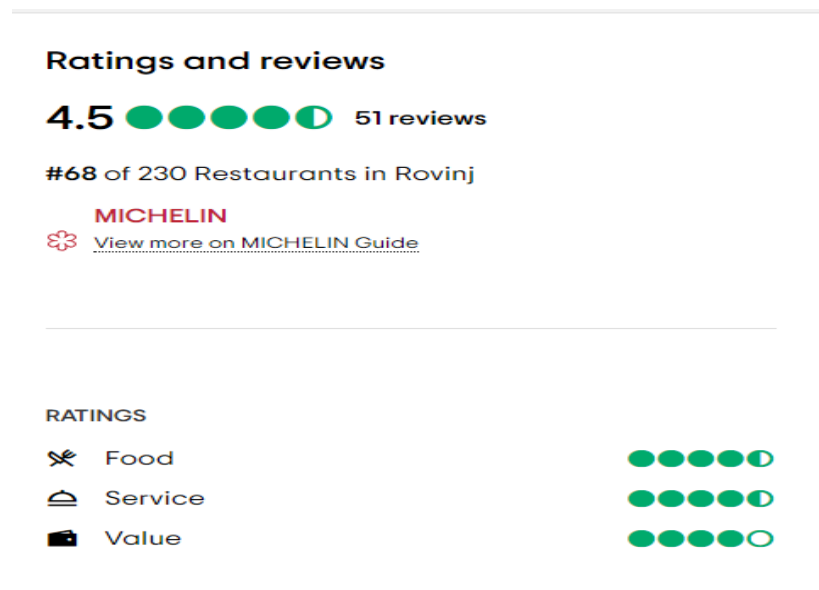 Ratings and reviews
4.5 51 reviews
#68 of 230 Restaurants in Rovinj
MICHELIN
View more on MICHELIN Guide
RATINGS
Food
Service
Value